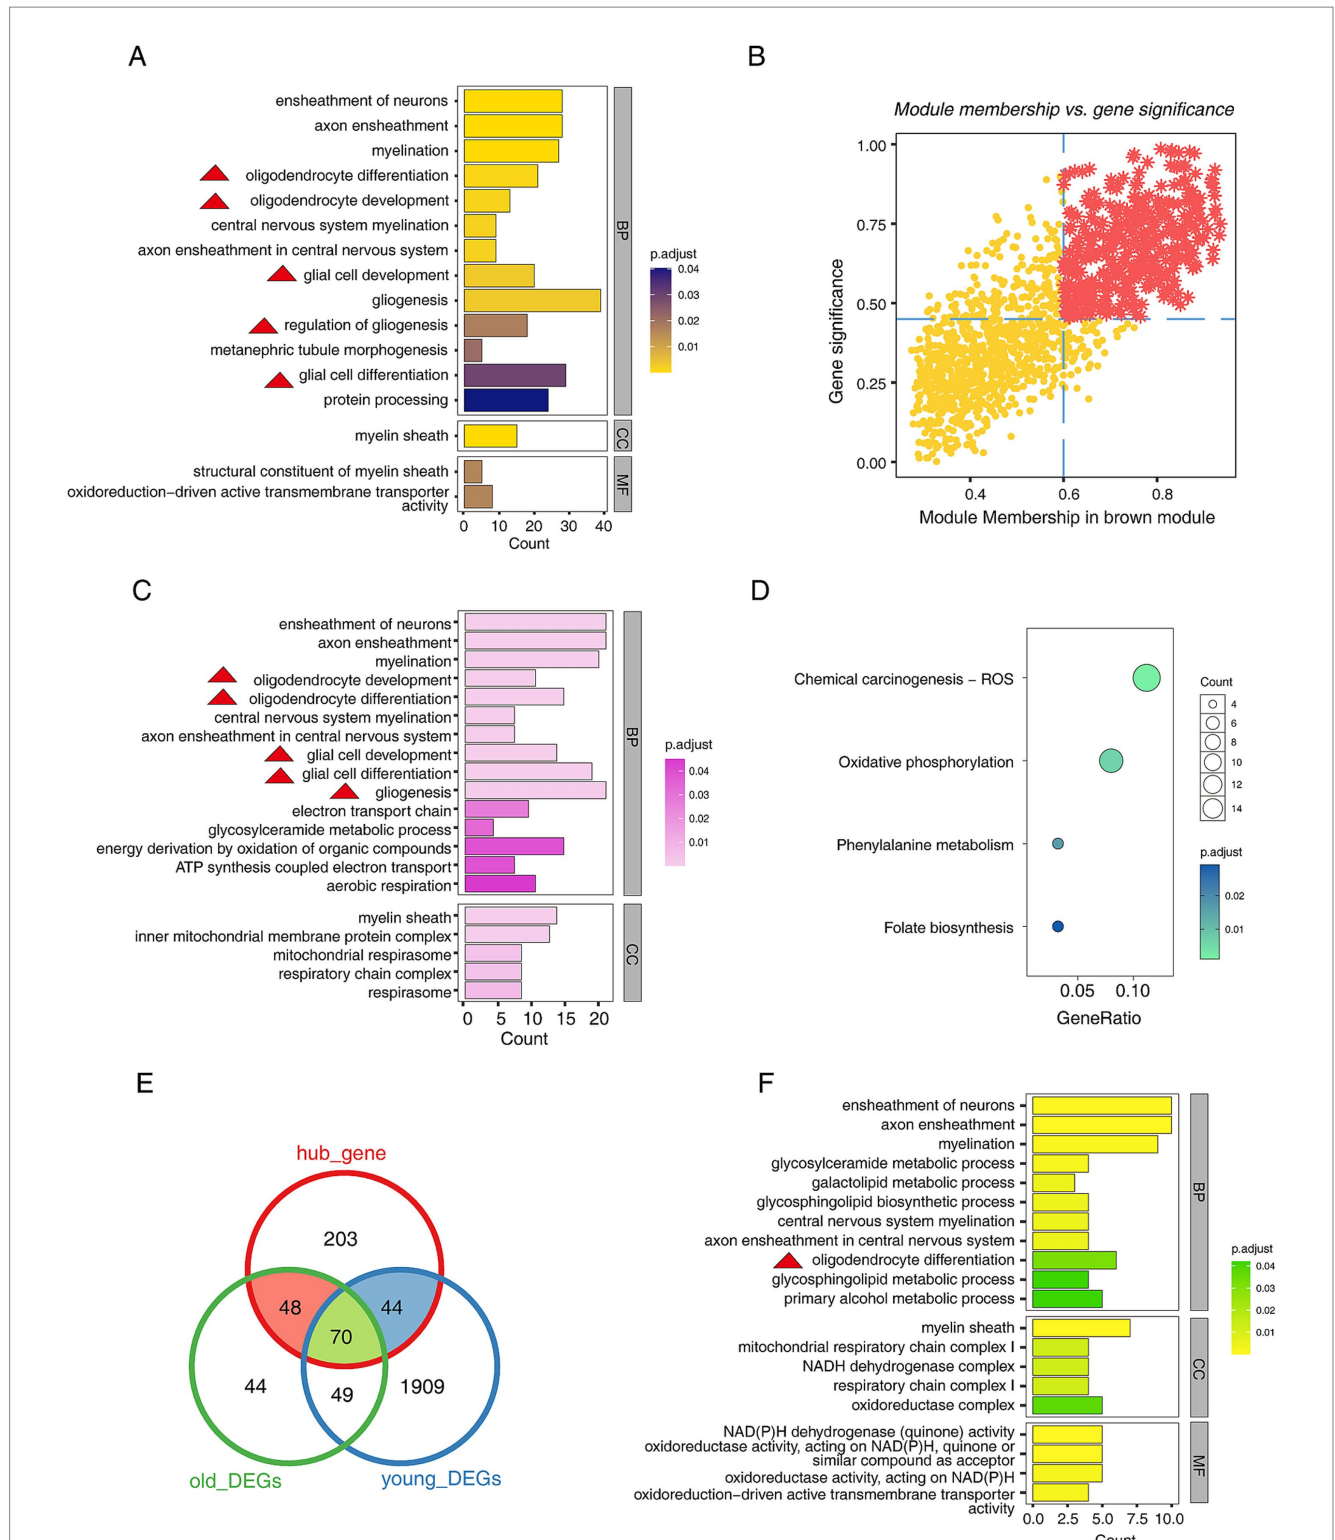 A
ensheathment of neurons
axon ensheathment
myelination
oligodendrocyte differentiation
oligodendrocyte development
central nervous system myelination
axon ensheathment in central nervous system
glial cell development
gliogenesis
regulation of gliogenesis
metanephric tubule morphogenesis
glial cell differentiation
protein processing
BP
myelin sheath
CC
structural constituent of myelin sheath
oxidoreduction−driven active transmembrane transporter
activity
MF
0 10 20 30 40
Count
p.adjust
0.04
0.03
0.02
0.01
B
Module membership vs. gene significance
1.00
0.75
0.50
0.25
0.00
Gene significance
0.4 0.6 0.8
Module Membership in brown module
C
ensheathment of neurons
axon ensheathment
myelination
oligodendrocyte development
oligodendrocyte differentiation
central nervous system myelination
axon ensheathment in central nervous system
glial cell development
glial cell differentiation
gliogenesis
electron transport chain
glycosylceramide metabolic process
energy derivation by oxidation of organic compounds
ATP synthesis coupled electron transport
aerobic respiration
BP
myelin sheath
inner mitochondrial membrane protein complex
mitochondrial respirasome
respiratory chain complex
respirasome
CC
0 5 10 15 20
Count
p.adjust
0.04
0.03
0.02
0.01
D
Chemical carcinogenesis − ROS
Oxidative phosphorylation
Phenylalanine metabolism
Folate biosynthesis
0.05 0.10
GeneRatio
Count
4
6
8
10
12
14
p.adjust
0.02
0.01
E
hub_gene
203
48
44
70
44
49
1909
old_DEGs
young_DEGs
F
ensheathment of neurons
axon ensheathment
myelination
glycosylceramide metabolic process
galactolipid metabolic process
glycosphingolipid biosynthetic process
central nervous system myelination
axon ensheathment in central nervous system
oligodendrocyte differentiation
glycosphingolipid metabolic process
primary alcohol metabolic process
BP
myelin sheath
mitochondrial respiratory chain complex I
NADH dehydrogenase complex
respiratory chain complex I
oxidoreductase complex
CC
NAD(P)H dehydrogenase (quinone) activity
oxidoreductase activity, acting on NAD(P)H, quinone or
similar compound as acceptor
oxidoreductase activity, acting on NAD(P)H
oxidoreduction−driven active transmembrane transporter
activity
MF
0.0 2.5 5.0 7.5 10.0
Count
p.adjust
0.04
0.03
0.02
0.01